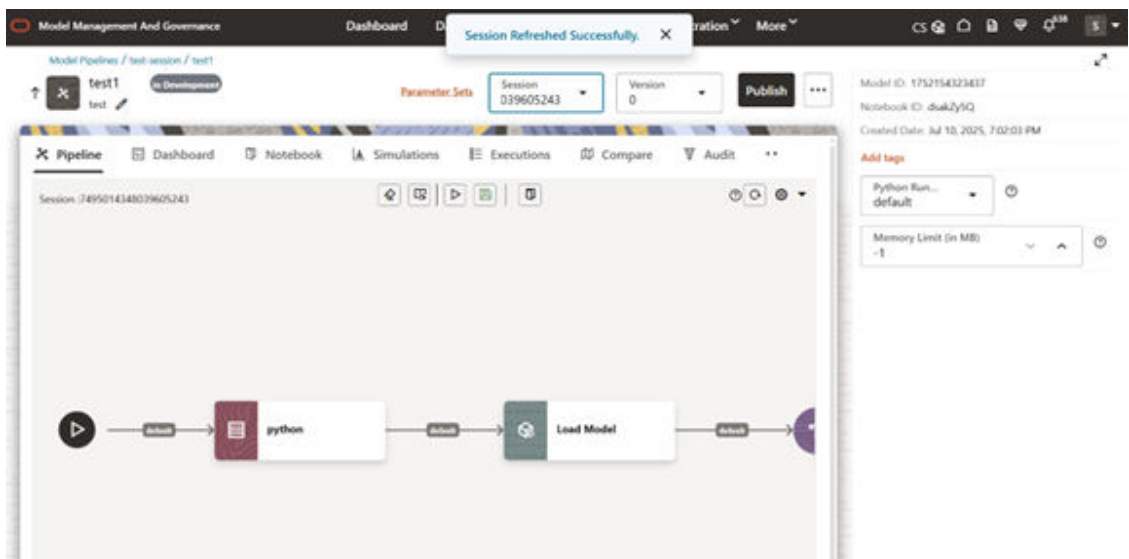 Model Management And Governance
Dashboard
D
Session Refreshed Successfully. X
ration
More
CS
S
Model Pipelines / test-session / test1
test1
In Development
test
Parameter Sets
Session
039605243
Version
0
Publish
...
Model ID: 1752154323437
Created Date: Jul 10, 2025, 7:02:03 PM
Add tags
Python Run...
default
Memory Limit (in MB)
-1
Pipeline
Dashboard
Notebook
Simulations
Executions
Compare
Audit
Session :7495014348039605243
default
python
default
Load Model
default